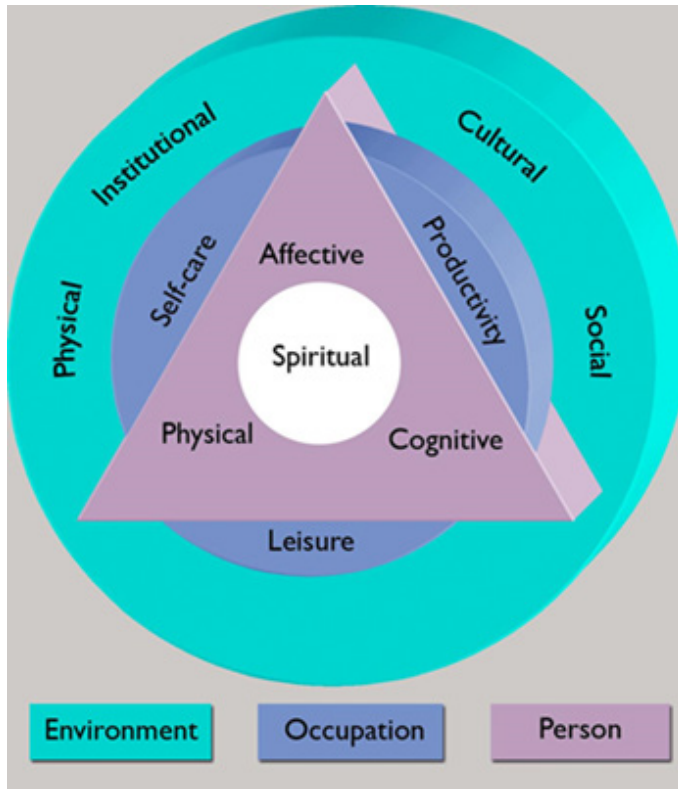 Institutional
Cultural
Physical
Social
Self-care
Productivity
Affective
Spiritual
Physical
Cognitive
Leisure
Environment
Occupation
Person